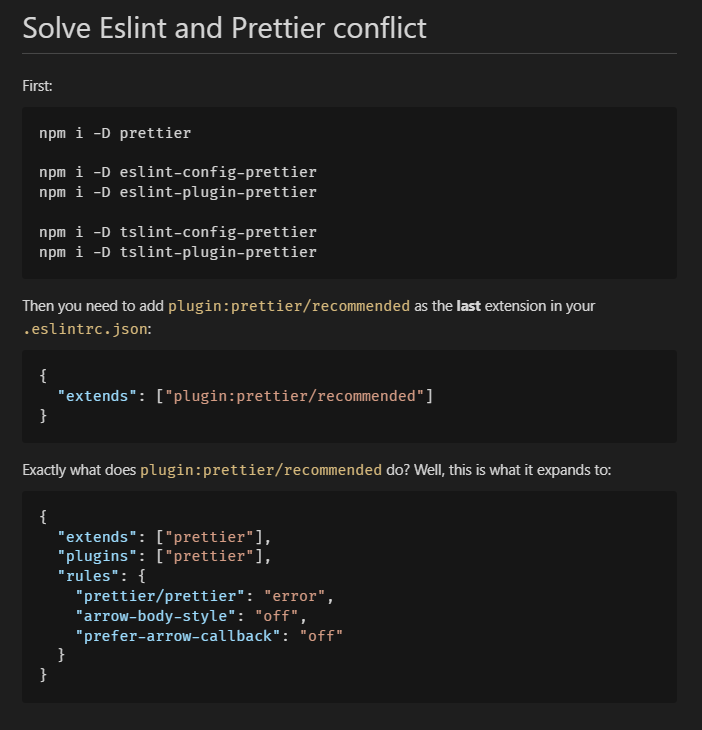 Solve Eslint and Prettier conflict
First:
npm i -D prettier
npm i -D eslint-config-prettier
npm i -D eslint-plugin-prettier
npm i -D tslint-config-prettier
npm i -D tslint-plugin-prettier
Then you need to add plugin:prettier/recommended as the last extension in your
.eslintrc.json:
{
  "extends": ["plugin:prettier/recommended"]
}
Exactly what does plugin:prettier/recommended do? Well, this is what it expands to:
{
  "extends": ["prettier"],
  "plugins": ["prettier"],
  "rules": {
    "prettier/prettier": "error",
    "arrow-body-style": "off",
    "prefer-arrow-callback": "off"
  }
}